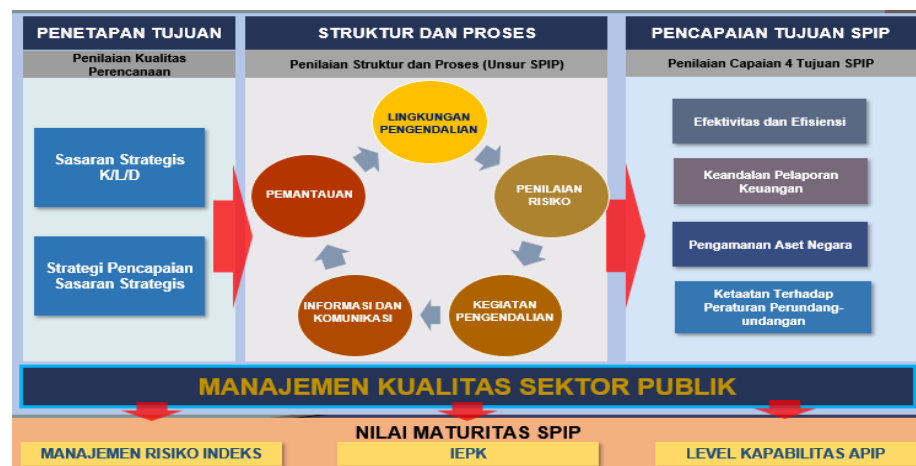 PENETAPAN TUJUAN
Penilaian Kualitas
Perencanaan
Sasaran Strategis
K/L/D
Strategi Pencapaian
Sasaran Strategis
STRUKTUR DAN PROSES
Penilaian Struktur dan Proses (Unsur SPIP)
LINGKUNGAN
PENGENDALIAN
PENILAIAN
RISIKO
KEGIATAN
PENGENDALIAN
INFORMASI DAN
KOMUNIKASI
PEMANTAUAN
PENCAPAIAN TUJUAN SPIP
Penilaian Capaian 4 Tujuan SPIP
Efektivitas dan Efisiensi
Keandalan Pelaporan
Keuangan
Pengamanan Aset Negara
Ketaatan Terhadap
Peraturan Perundang-
undangan
MANAJEMEN KUALITAS SEKTOR PUBLIK
NILAI MATURITAS SPIP
MANAJEMEN RISIKO INDEKS
IEPK
LEVEL KAPABILITAS APIP